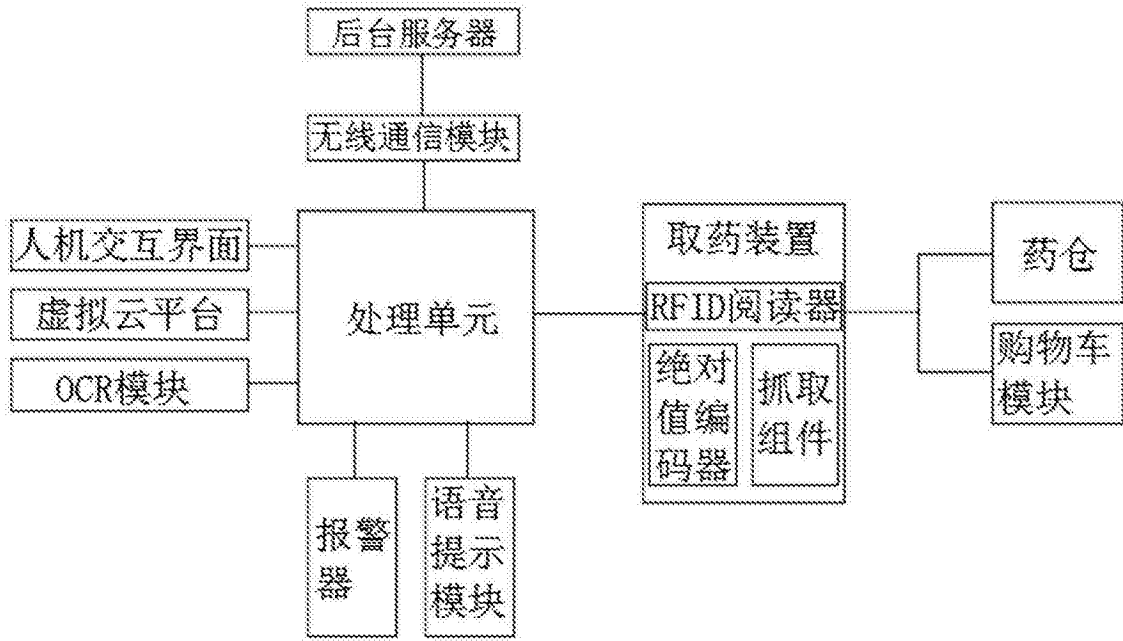 后台服务器
无线通信模块
人机交互界面
虚拟云平台
OCR模块
处理单元
报警
器
语音
提示
模块
取药装置
RFID阅读器
绝对
值编
码器
抓取
组件
药仓
购物车
模块